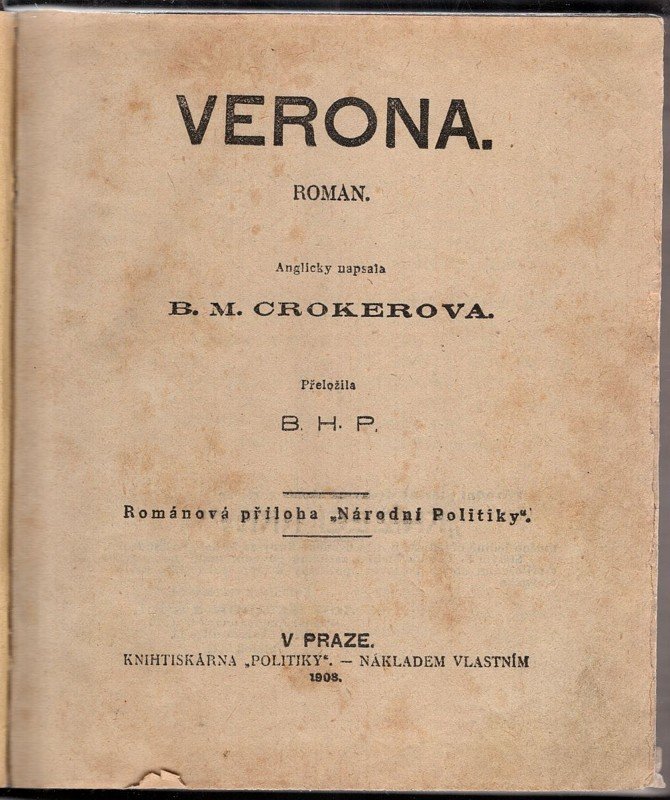 VERONA.
ROMAN.
Anglicky napsala
B. M. CROKEROVA.
Přeložila
B. H. P.
Románová příloha „Národní Politiky“.
V PRAZE.
KNIHTISKÁRNA „POLITIKY“. — NÁKLADEM VLASTNÍM
1908.